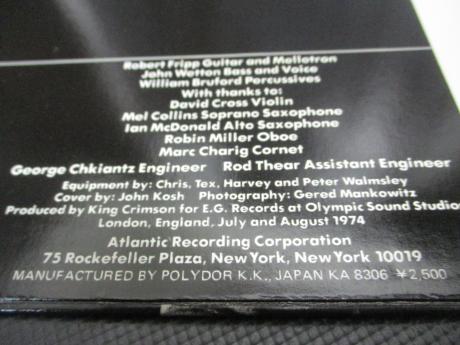 Robert Fripp Guitar and Mellotron
John Wetton Bass and Voice
William Bruford Percussives
With thanks to:
David Cross Violin
Mel Collins Soprano Saxophone
Ian McDonald Alto Saxophone
Robin Miller Oboe
Marc Charig Cornet
George Chkiantz Engineer Rod Thear Assistant Engineer
Equipment by: Chris, Tex, Harvey and Peter Walmsley
Cover by: John Kosh Photography: Gered Mankowitz
Produced by King Crimson for E.G. Records at Olympic Sound Studios
London, England, July and August 1974
Atlantic Recording Corporation
75 Rockefeller Plaza, New York, New York 10019
MANUFACTURED BY POLYDOR K.K., JAPAN KA 8306 ¥2,500